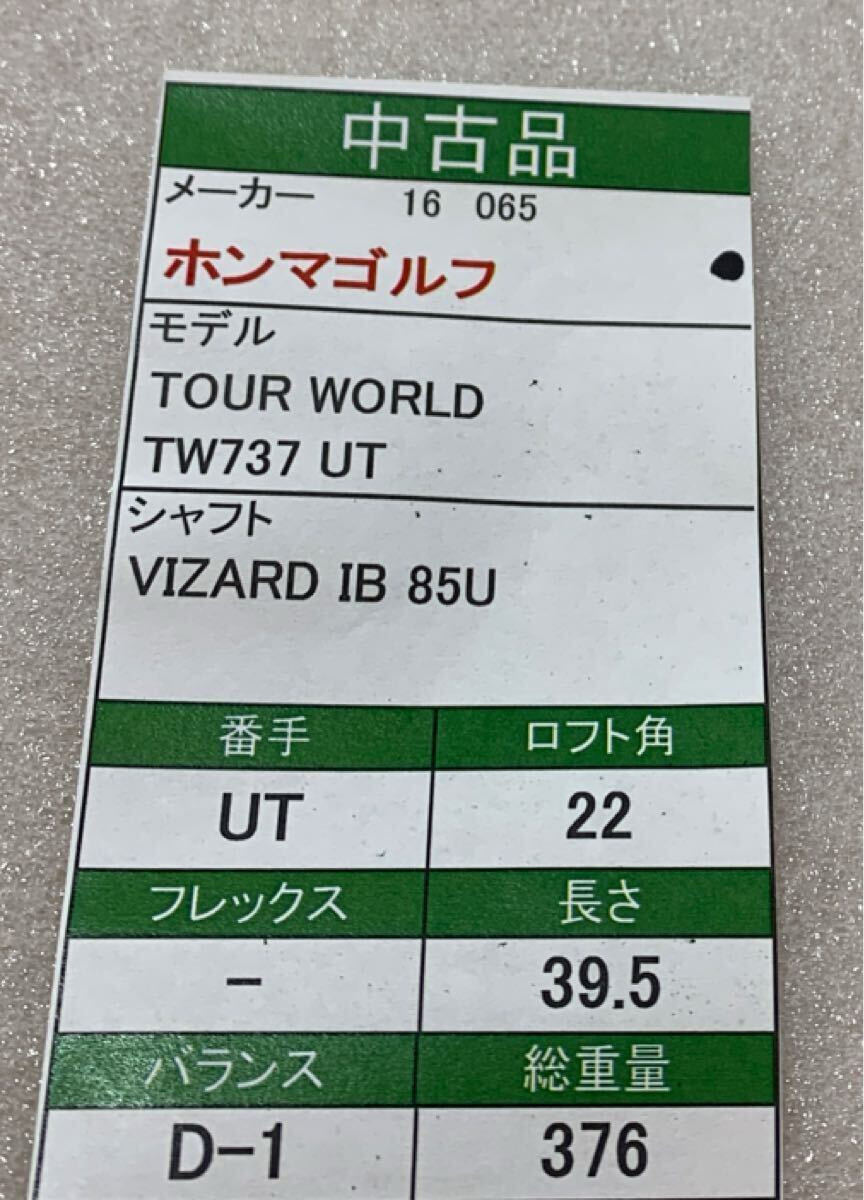 中古品
メーカー 16 065
ホンマゴルフ
モデル
TOUR WORLD
TW737 UT
シャフト
VIZARD IB 85U
番手 ロフト角
UT 22
フレックス 長さ
- 39.5
バランス 総重量
D-1 376